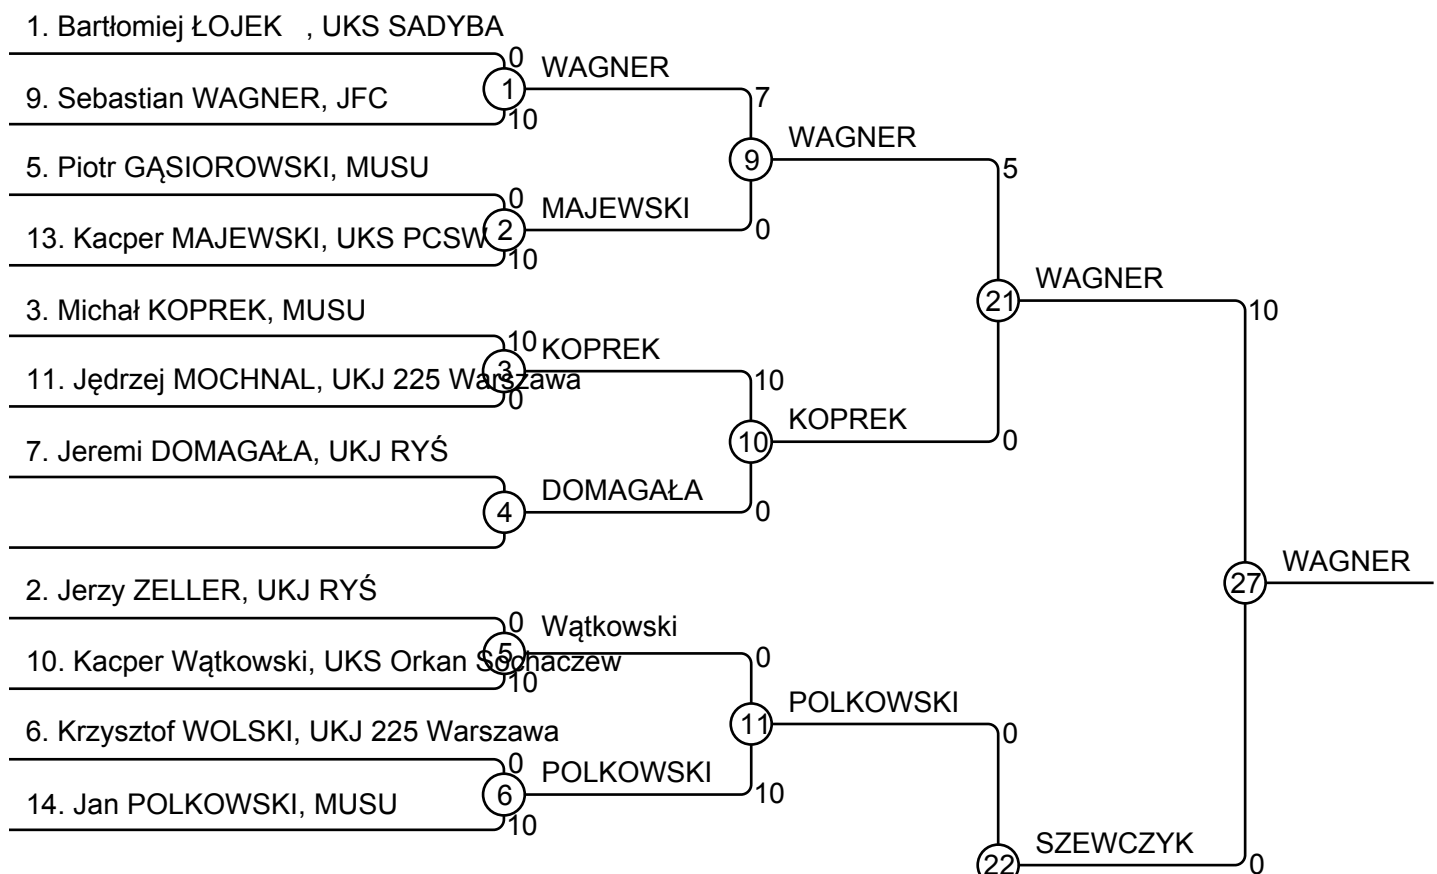 1. Bartłomiej ŁOJEK , UKS SADYBA
0
WAGNER
1
7
9. Sebastian WAGNER, JFC
10
WAGNER
9
5
5. Piotr GĄSIOROWSKI, MUSU
0
MAJEWSKI
2
0
13. Kacper MAJEWSKI, UKS PCSW
10
WAGNER
21
10
3. Michał KOPREK, MUSU
10
KOPREK
3
10
11. Jędrzej MOCHNAL, UKJ 225 Warszawa
0
KOPREK
10
0
7. Jeremi DOMAGAŁA, UKJ RYŚ
DOMAGAŁA
4
0
WAGNER
27
2. Jerzy ZELLER, UKJ RYŚ
0
Wątkowski
5
0
10. Kacper Wątkowski, UKS Orkan Sochaczew
10
POLKOWSKI
11
0
6. Krzysztof WOLSKI, UKJ 225 Warszawa
0
POLKOWSKI
6
10
14. Jan POLKOWSKI, MUSU
10
SZEWCZYK
22
0